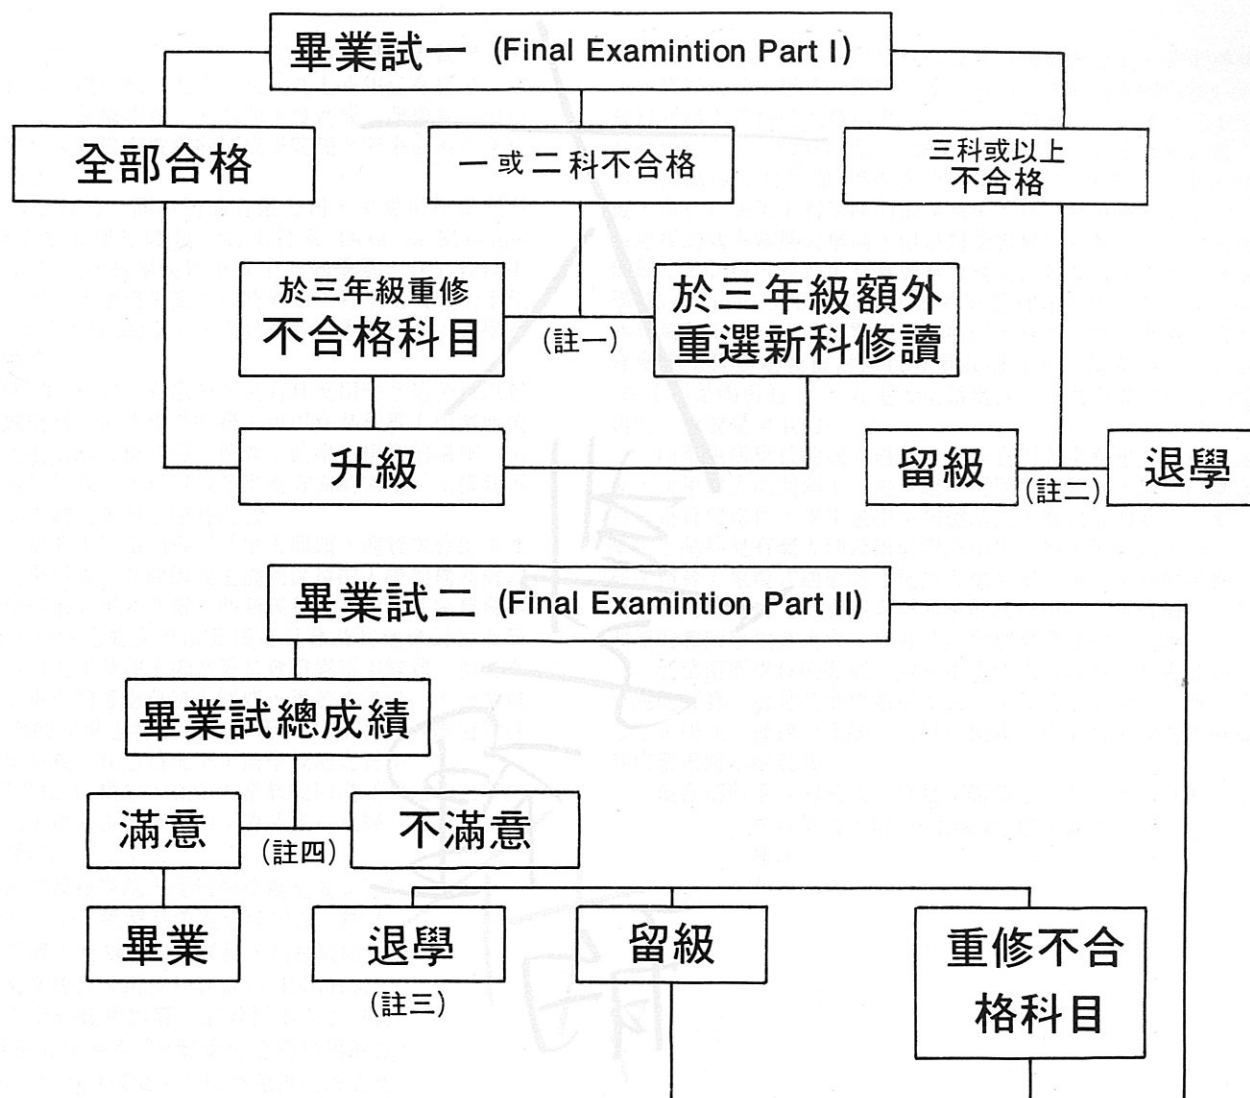 畢業試一 (Final Examintion Part I)
全部合格
一或二科不合格
三科或以上
不合格
於三年級重修
不合格科目
(註一)
於三年級額外
重選新科修讀
升級
留級
(註二)
退學
畢業試二 (Final Examintion Part II)
畢業試總成績
滿意
(註四)
不滿意
畢業
退學
(註三)
留級
重修不合
格科目